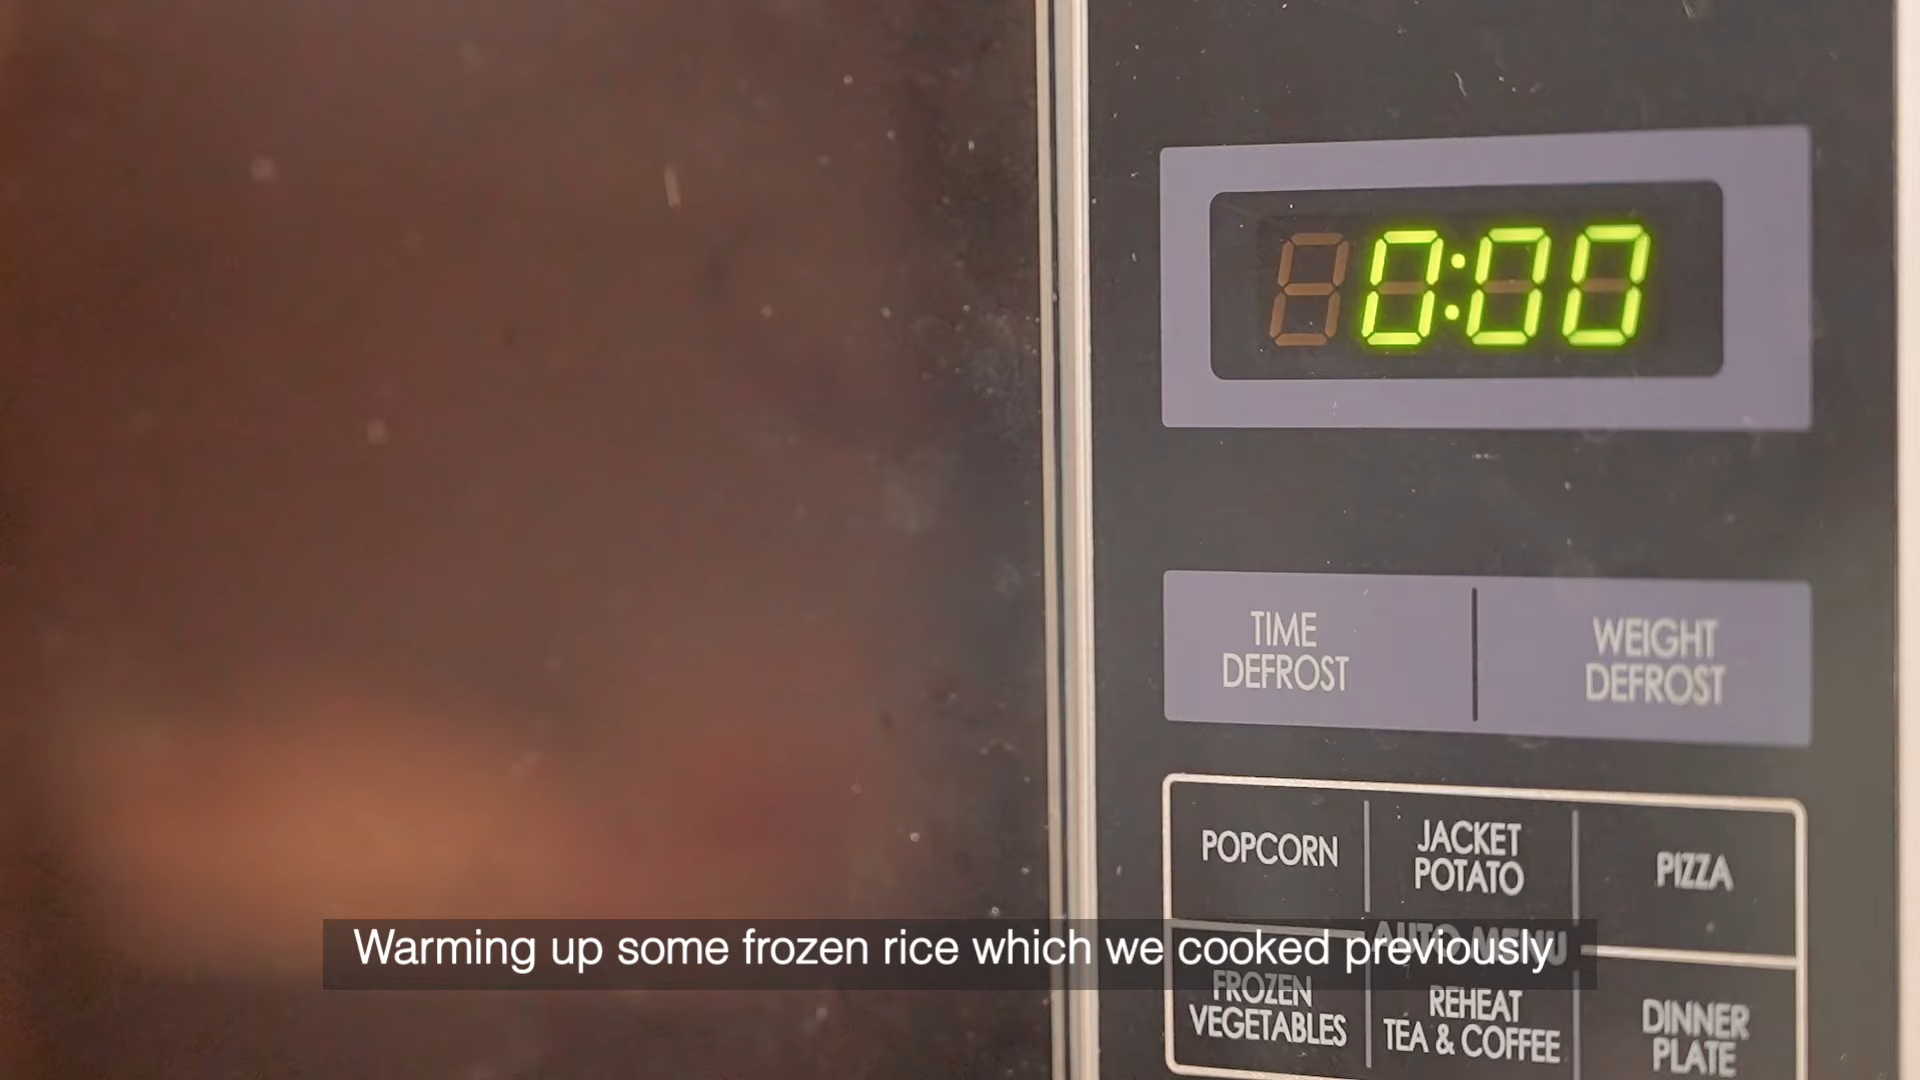 0:00
TIME
DEFROST
WEIGHT
DEFROST
POPCORN
JACKET
POTATO
PIZZA
AUTO MENU
Warming up some frozen rice which we cooked previously
FROZEN
VEGETABLES
REHEAT
TEA & COFFEE
DINNER
PLATE